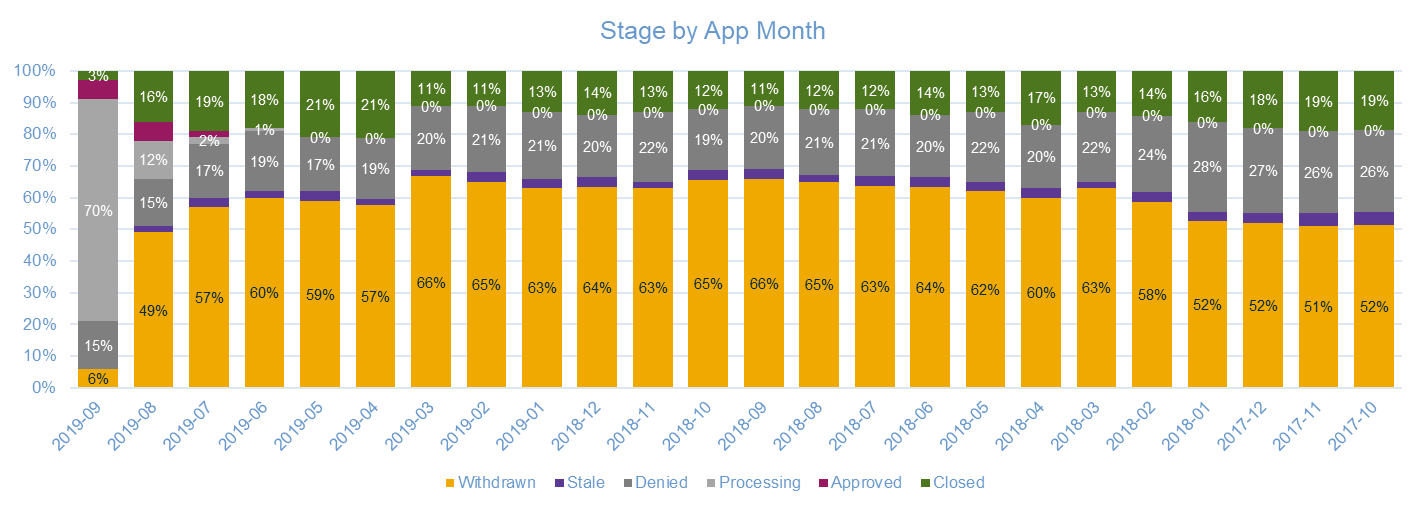 Stage by App Month
100%
90%
80%
70%
60%
50%
40%
30%
20%
10%
0%
3% 16% 19% 18% 21% 21% 11% 11% 13% 14% 13% 12% 11% 12% 12% 14% 13% 17% 13% 14% 16% 18% 19% 19%
70% 12% 2% 1% 0% 0% 0% 0% 0% 0% 0% 0% 0% 0% 0% 0% 0% 0% 0% 0% 0% 0% 0% 0%
15% 15% 17% 19% 17% 19% 20% 21% 21% 20% 22% 19% 20% 21% 21% 20% 22% 20% 22% 24% 28% 27% 26% 26%
6% 49% 57% 60% 59% 57% 66% 65% 63% 64% 63% 65% 66% 65% 63% 64% 62% 60% 63% 58% 52% 52% 51% 52%
2019-09 2019-08 2019-07 2019-06 2019-05 2019-04 2019-03 2019-02 2019-01 2018-12 2018-11 2018-10 2018-09 2018-08 2018-07 2018-06 2018-05 2018-04 2018-03 2018-02 2018-01 2017-12 2017-11 2017-10
Withdrawn Stale Denied Processing Approved Closed